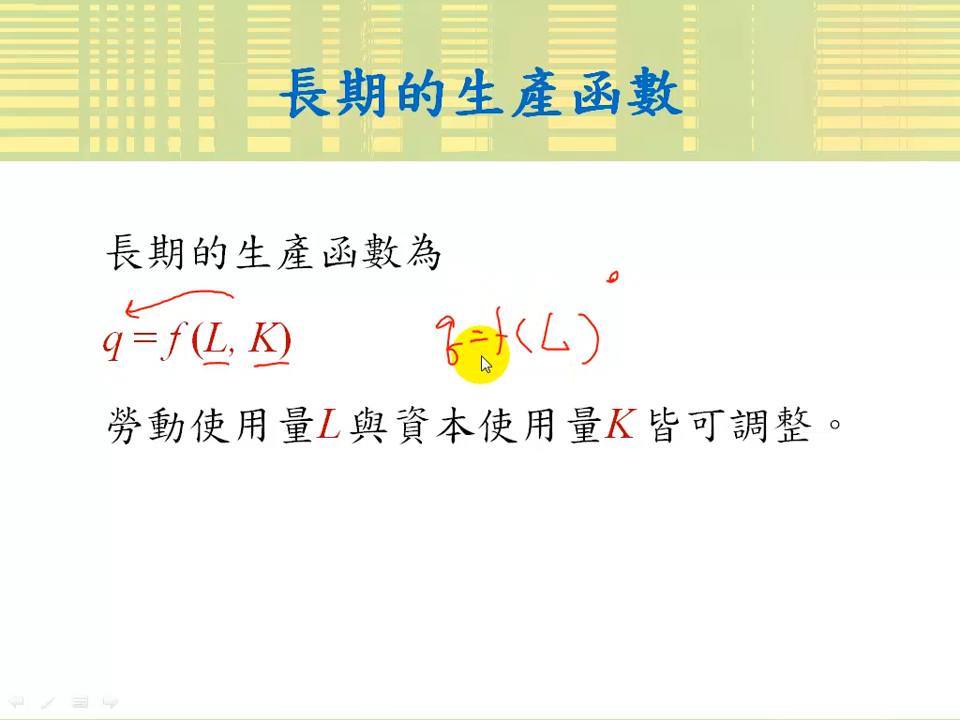 長期的生產函數
長期的生產函數為
q = f (L, K) q=f(L)
勞動使用量L與資本使用量K 皆可調整。